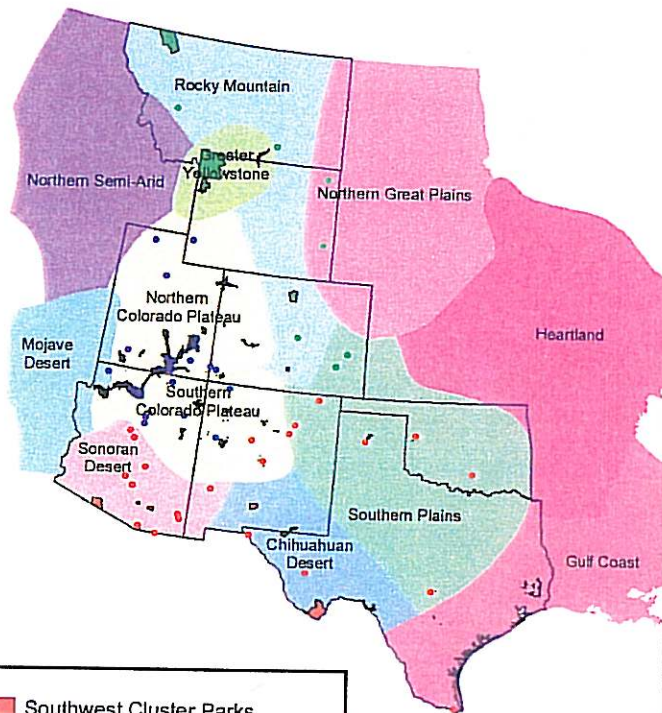 Rocky Mountain
Greater
Yellowstone
Northern Semi-Arid
Northern Great Plains
Northern
Colorado Plateau
Mojave
Desert
Heartland
Southern
Colorado Plateau
Sonoran
Desert
Southern Plains
Chihuahuan
Desert
Gulf Coast
Southwest Cluster Parks